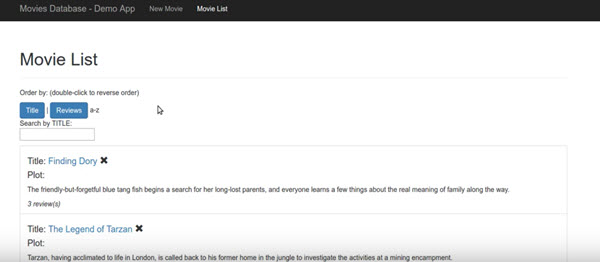 Movies Database - Demo App New Movie Movie List
Movie List
Order by: (double-click to reverse order)
Title | Reviews a-z
Search by TITLE:
Title: Finding Dory ✖
Plot:
The friendly-but-forgetful blue tang fish begins a search for her long-lost parents, and everyone learns a few things about the real meaning of family along the way.
3 review(s)
Title: The Legend of Tarzan ✖
Plot:
Tarzan, having acclimated to life in London, is called back to his former home in the jungle to investigate the activities at a mining encampment.